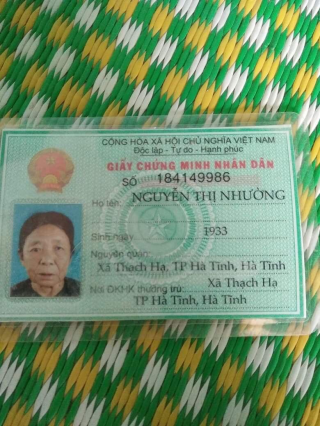 CỘNG HÒA XÃ HỘI CHỦ NGHĨA VIỆT NAM
Độc lập - Tự do - Hạnh phúc
GIẤY CHỨNG MINH NHÂN DÂN
SỐ 184149986
Họ tên: NGUYỄN THỊ NHƯỜNG
Sinh ngày 1933
Nguyên quán:
Xã Thạch Hạ, TP Hà Tĩnh, Hà Tĩnh
Nơi ĐKHK thường trú: Xã Thạch Hạ
TP Hà Tĩnh, Hà Tĩnh